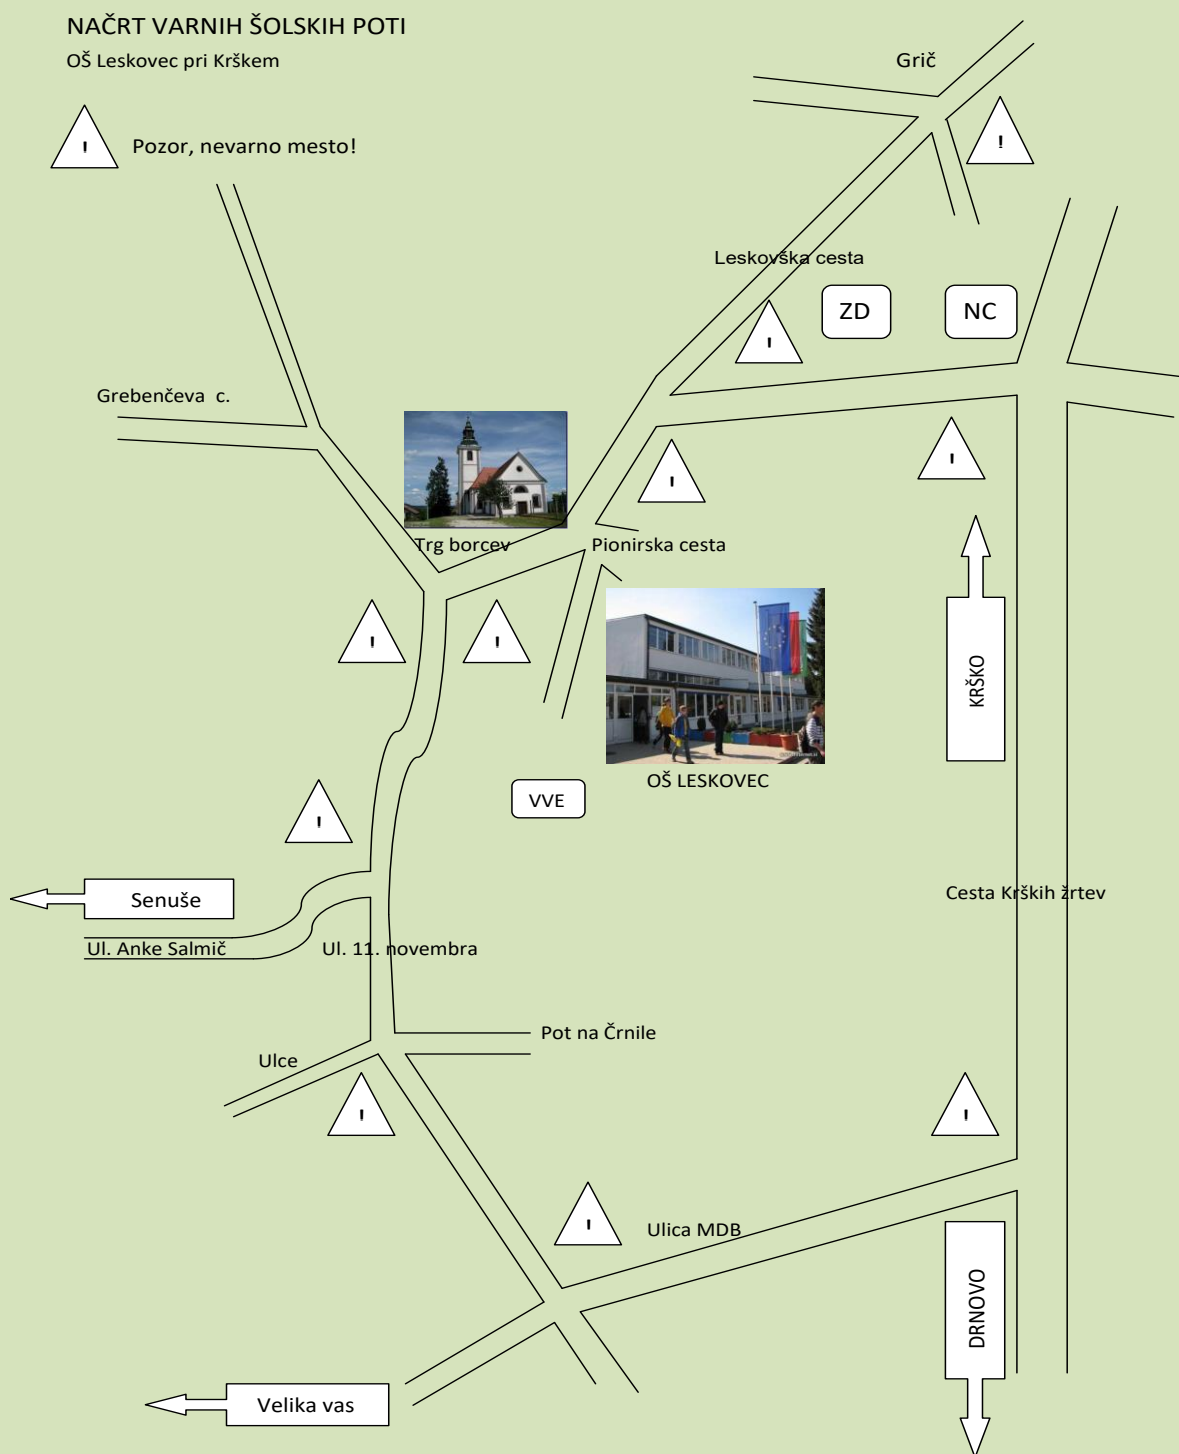 NAČRT VARNIH ŠOLSKIH POTI
OŠ Leskovec pri Krškem
!
Pozor, nevarno mesto!
Grič
!
Leskovška cesta
ZD
NC
!
Grebenčeva c.
!
!
Trg borcev
Pionirska cesta
!
!
KRŠKO
OŠ LESKOVEC
VVE
!
Senuše
Cesta Krških žrtev
Ul. Anke Salmič
Ul. 11. novembra
Pot na Črnile
Ulce
!
!
!
Ulica MDB
DRNOVO
Velika vas